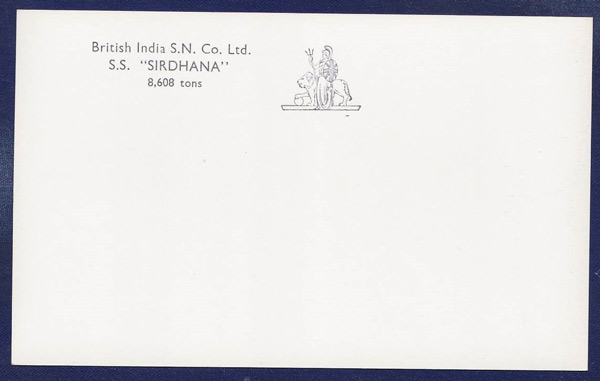 British India S.N. Co. Ltd.
S.S. "SIRDHANA"
8,608 tons